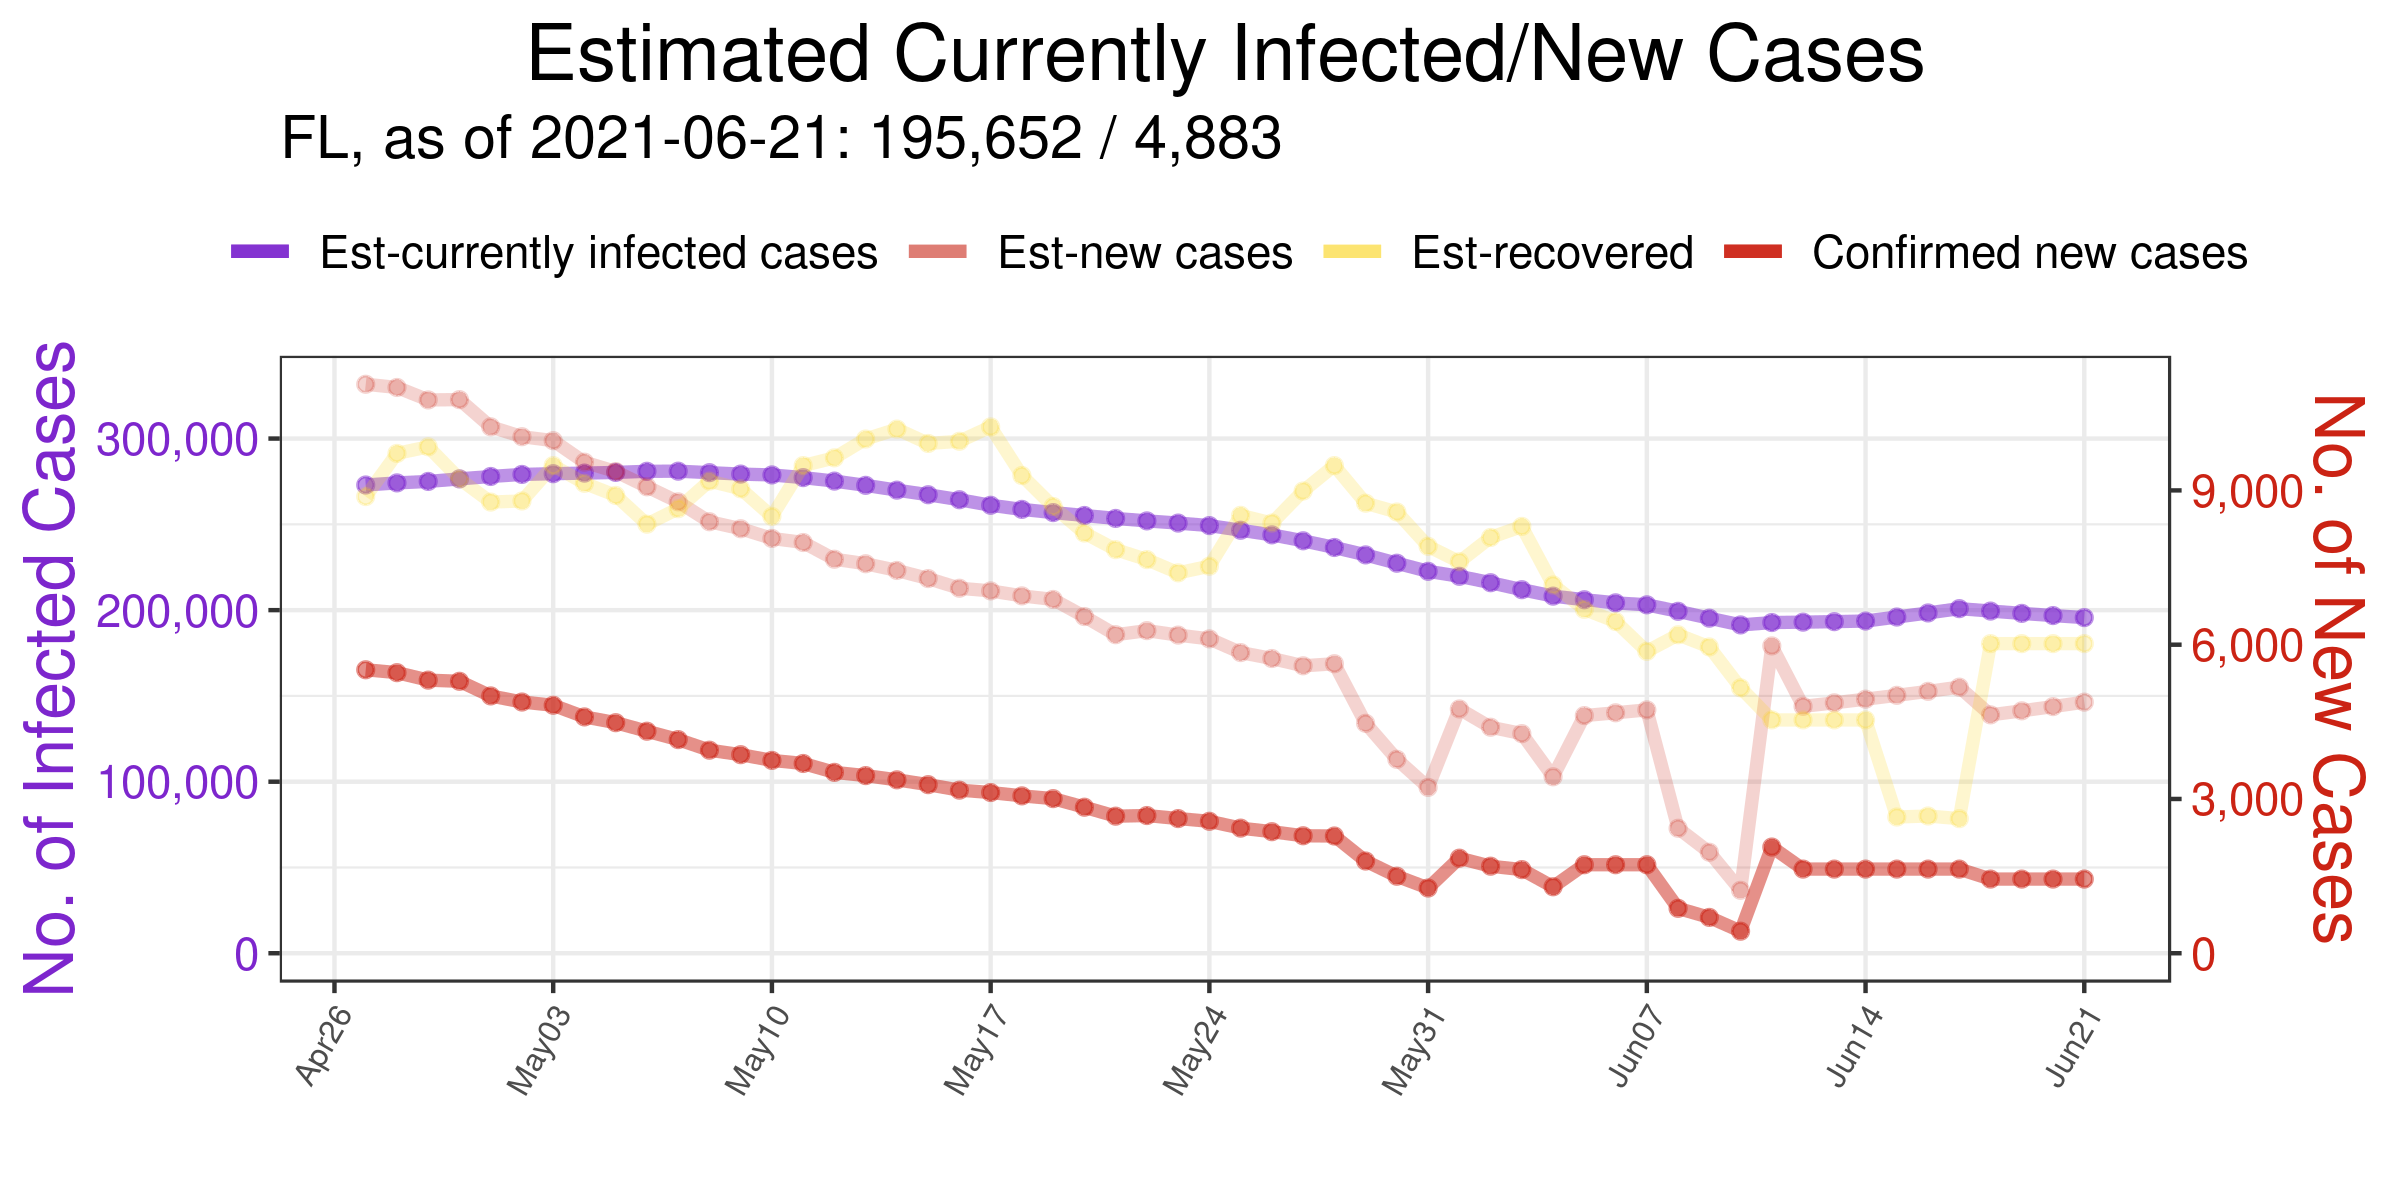 Estimated Currently Infected/New Cases
FL, as of 2021-06-21: 195,652 / 4,883
Est-currently infected cases Est-new cases Est-recovered Confirmed new cases
No. of Infected Cases
300,000
200,000
100,000
0
9,000
6,000
3,000
0
No. of New Cases
Apr26 May03 May10 May17 May24 May31 Jun07 Jun14 Jun21